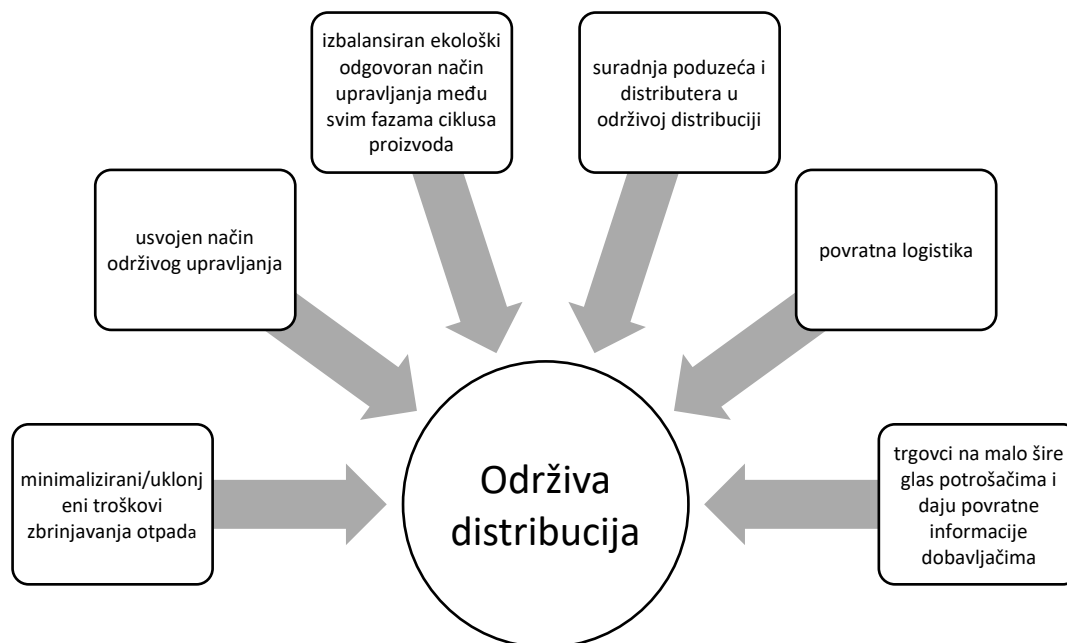 izbalansiran ekološki
odgovoran način
upravljanja među
svim fazama ciklusa
proizvoda
suradnja poduzeća i
distributera u
održivoj distribuciji
usvojen način
održivog upravljanja
povratna logistika
minimalizirani/uklonj
eni troškovi
zbrinjavanja otpada
Održiva
distribucija
trgovci na malo šire
glas potrošačima i
daju povratne
informacije
dobavljačima